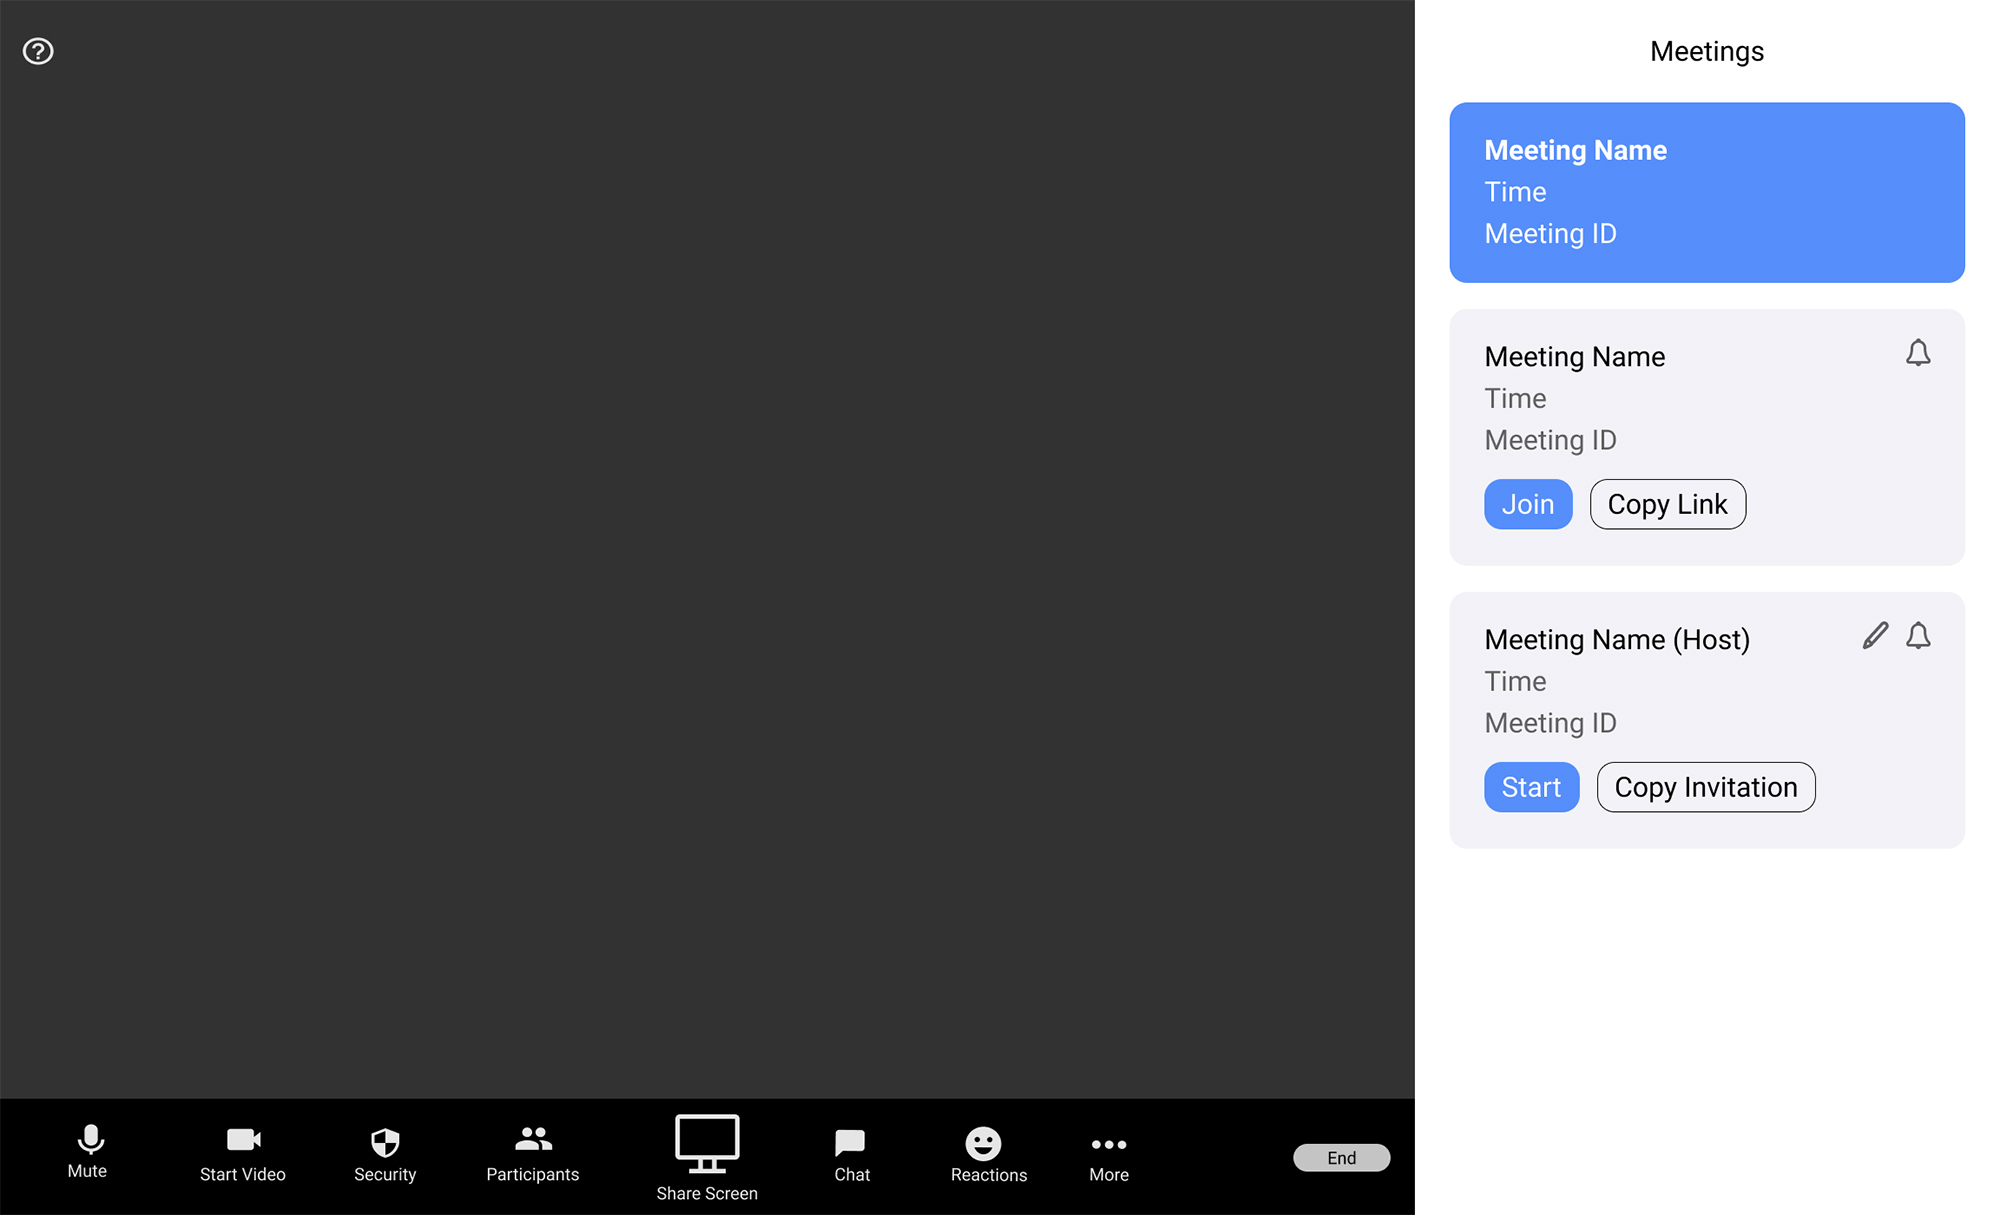 Meetings
Meeting Name
Time
Meeting ID
Meeting Name
Time
Meeting ID
Join
Copy Link
Meeting Name (Host)
Time
Meeting ID
Start
Copy Invitation
Mute
Start Video
Security
Participants
Share Screen
Chat
Reactions
More
End